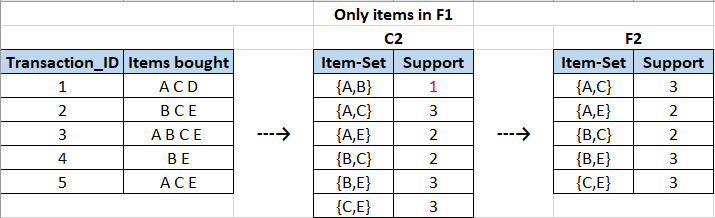 Only items in F1
C2 F2
Transaction_ID Items bought Item-Set Support Item-Set Support
1 A C D {A,B} 1 {A,C} 3
2 B C E {A,C} 3 {A,E} 2
3 A B C E ---→ {A,E} 2 ---→ {B,C} 2
4 B E {B,C} 2 {B,E} 3
5 A C E {B,E} 3 {C,E} 3
{C,E} 3